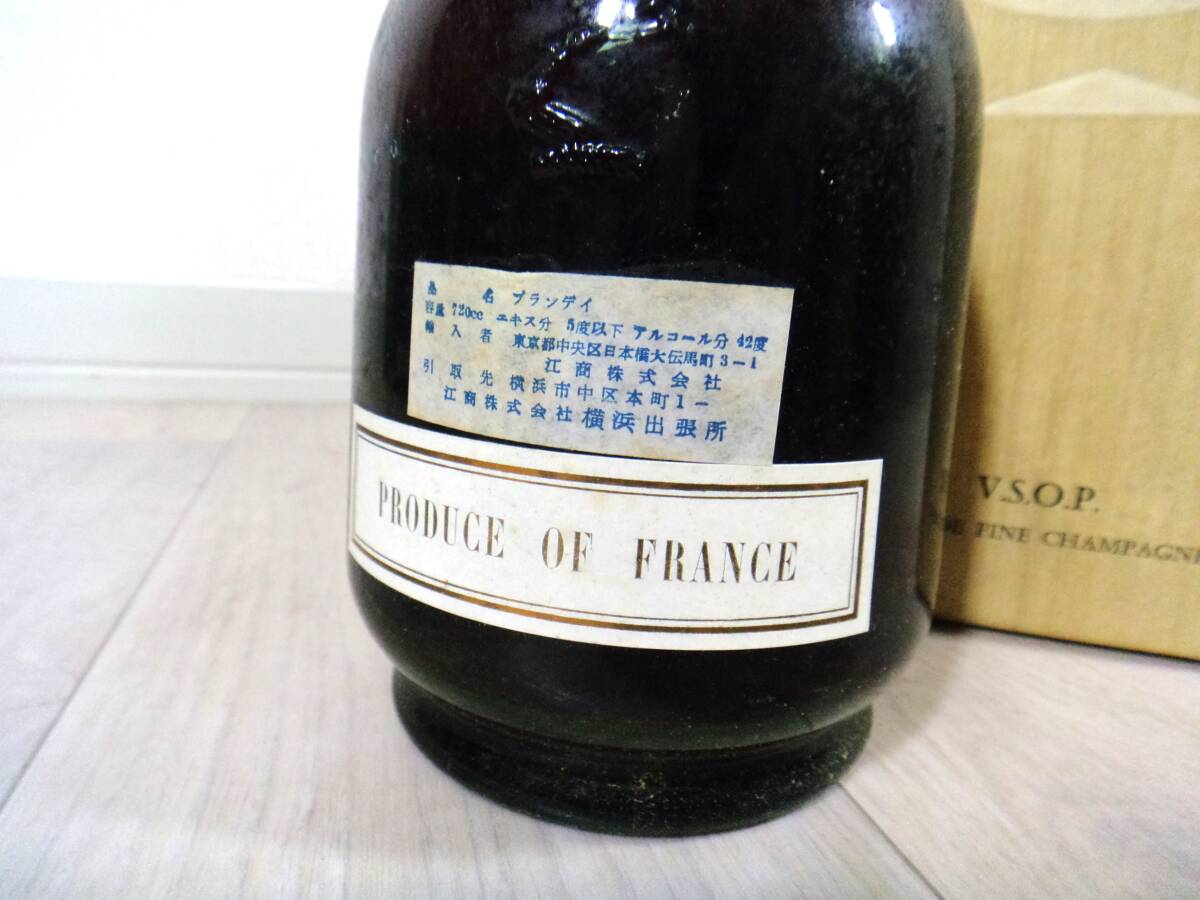 品 名 ブランデイ
容量 720cc エキス分 5度以下 アルコール分 42度
輸入者 東京都中央区日本橋大伝馬町3-1
江商株式会社
引取先 横浜市中区本町1-
江商株式会社横浜出張所
PRODUCE OF FRANCE
V.S.O.P.
FINE CHAMPAGNE